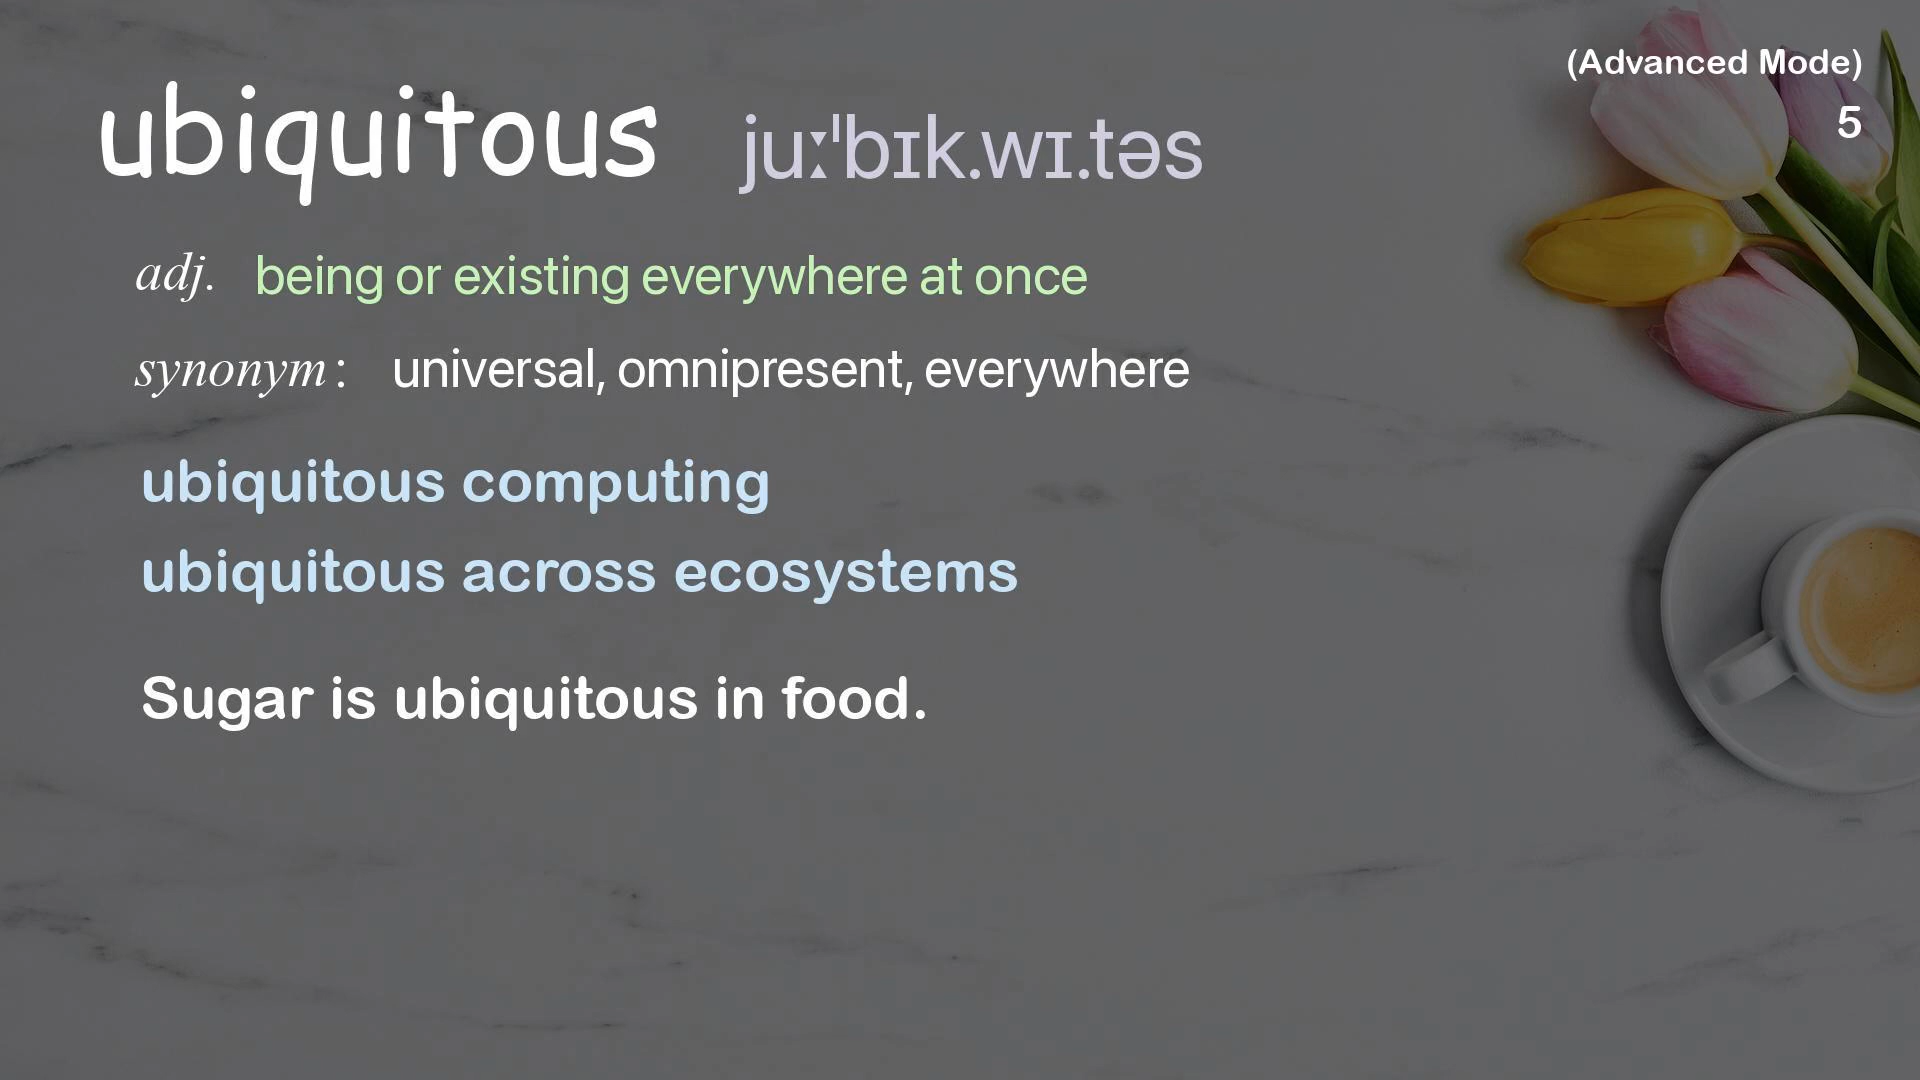 (Advanced Mode)
5
ubiquitous juːˈbɪk.wɪ.təs
adj. being or existing everywhere at once
synonym: universal, omnipresent, everywhere
ubiquitous computing
ubiquitous across ecosystems
Sugar is ubiquitous in food.